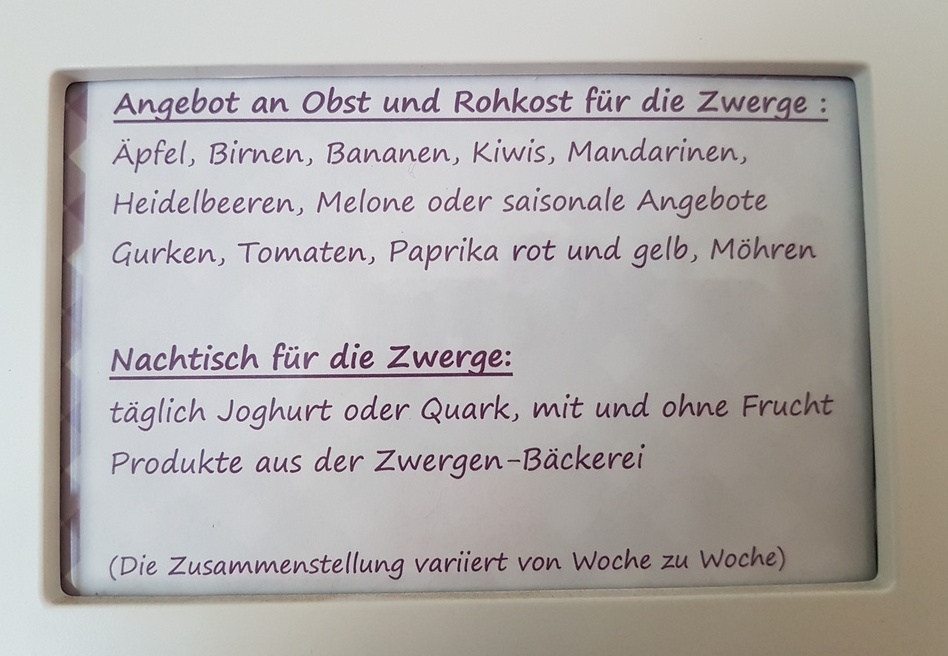 Angebot an Obst und Rohkost für die Zwerge :
Äpfel, Birnen, Bananen, Kiwis, Mandarinen,
Heidelbeeren, Melone oder saisonale Angebote
Gurken, Tomaten, Paprika rot und gelb, Möhren
Nachtisch für die Zwerge:
täglich Joghurt oder Quark, mit und ohne Frucht
Produkte aus der Zwergen-Bäckerei
(Die Zusammenstellung variiert von Woche zu Woche)